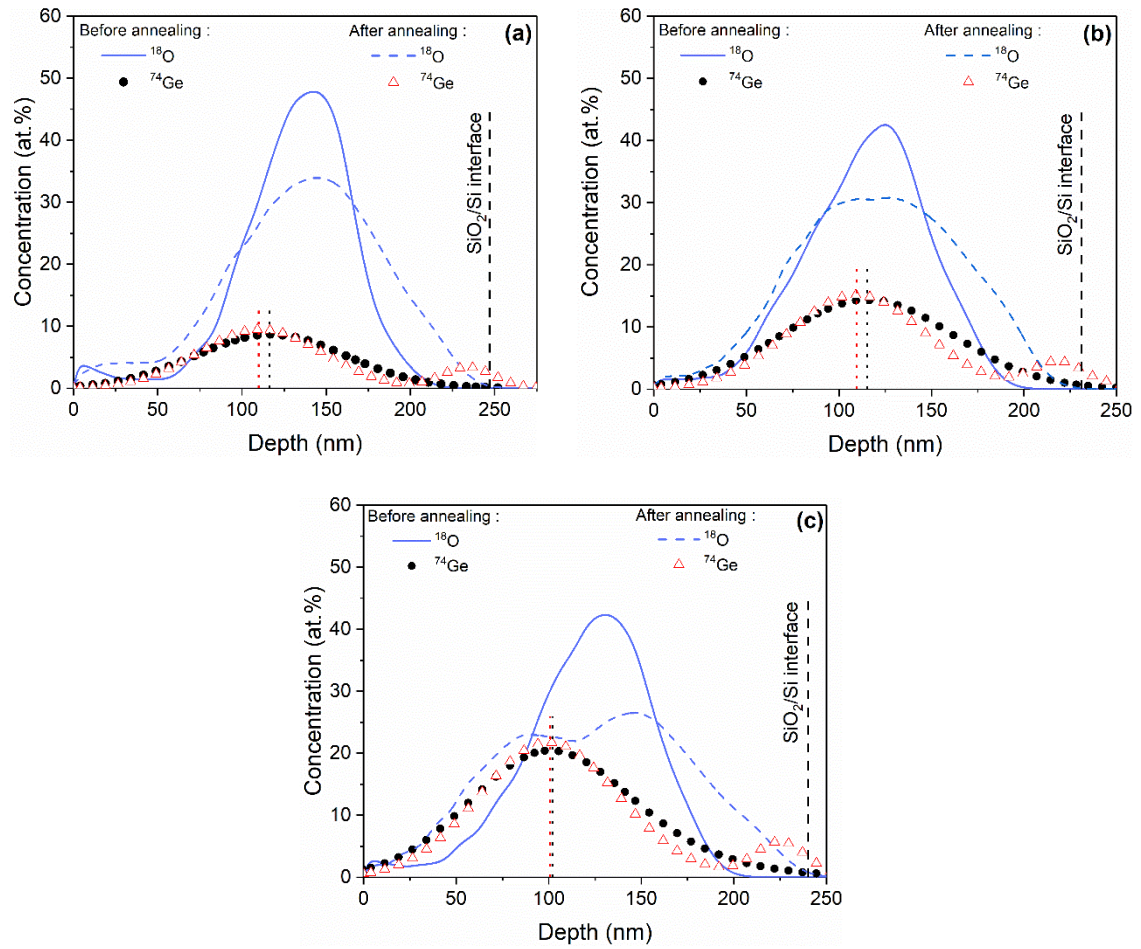 (a)
Before annealing :
After annealing :
¹⁸O
¹⁸O
⁷⁴Ge
⁷⁴Ge
SiO₂/Si interface
Concentration (at.%)
60
50
40
30
20
10
0
0 50 100 150 200 250
Depth (nm)
(b)
Before annealing :
After annealing :
¹⁸O
¹⁸O
⁷⁴Ge
⁷⁴Ge
SiO₂/Si interface
Concentration (at.%)
60
50
40
30
20
10
0
0 50 100 150 200 250
Depth (nm)
(c)
Before annealing :
After annealing :
¹⁸O
¹⁸O
⁷⁴Ge
⁷⁴Ge
SiO₂/Si interface
Concentration (at.%)
60
50
40
30
20
10
0
0 50 100 150 200 250
Depth (nm)